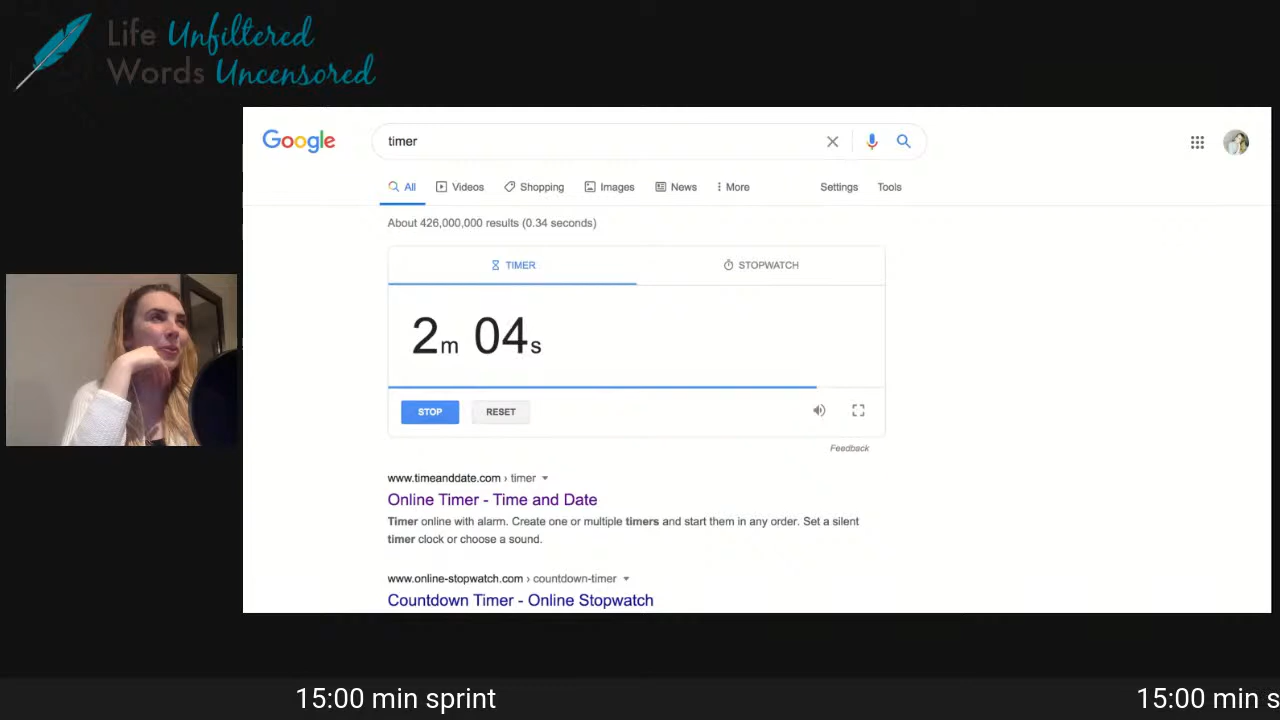 Life Unfiltered
Words Uncensored
Google
timer
All
Videos
Shopping
Images
News
More
Settings
Tools
About 426,000,000 results (0.34 seconds)
TIMER
STOPWATCH
2m 04s
STOP
RESET
Feedback
www.timeanddate.com › timer
Online Timer - Time and Date
Timer online with alarm. Create one or multiple timers and start them in any order. Set a silent
timer clock or choose a sound.
www.online-stopwatch.com › countdown-timer
Countdown Timer - Online Stopwatch
15:00 min sprint
15:00 min s